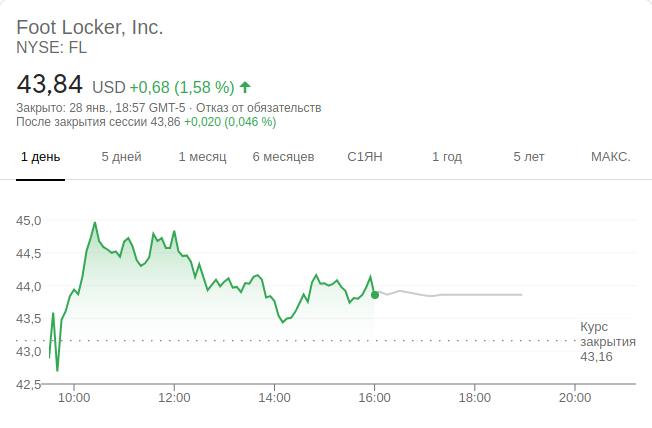 Foot Locker, Inc.
NYSE: FL
43,84 USD +0,68 (1,58 %)
Закрыто: 28 янв., 18:57 GMT-5 · Отказ от обязательств
После закрытия сессии 43,86 +0,020 (0,046 %)
1 день 5 дней 1 месяц 6 месяцев С1ЯН 1 год 5 лет МАКС.
45,0
44,5
44,0
43,5
43,0
42,5
Курс
закрытия
43,16
10:00 12:00 14:00 16:00 18:00 20:00